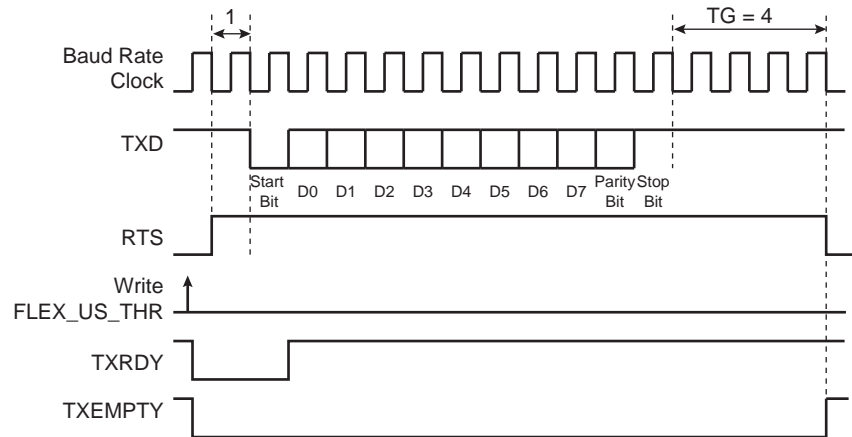 1
TG = 4
Baud Rate
Clock
TXD
Start
Bit
D0
D1
D2
D3
D4
D5
D6
D7
Parity
Bit
Stop
Bit
RTS
Write
FLEX_US_THR
TXRDY
TXEMPTY